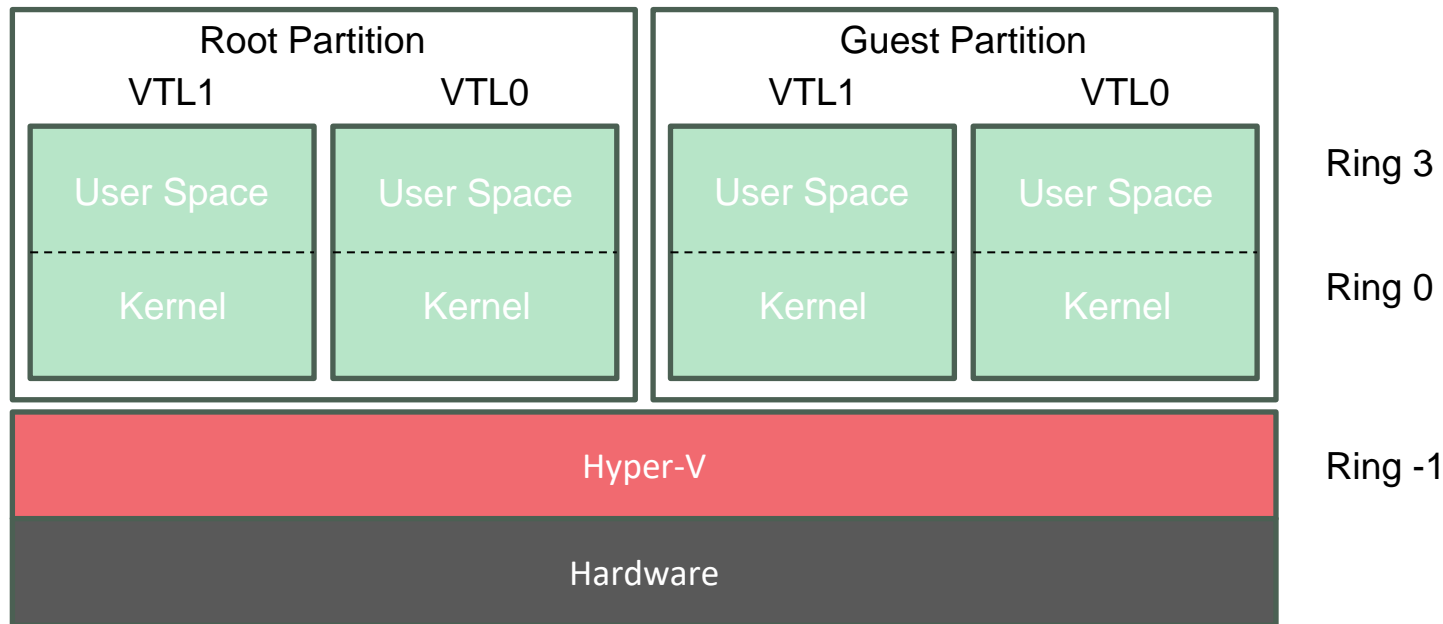 Root Partition
Guest Partition
VTL1
VTL0
VTL1
VTL0
User Space
User Space
User Space
User Space
Ring 3
Kernel
Kernel
Kernel
Kernel
Ring 0
Hyper-V
Ring -1
Hardware